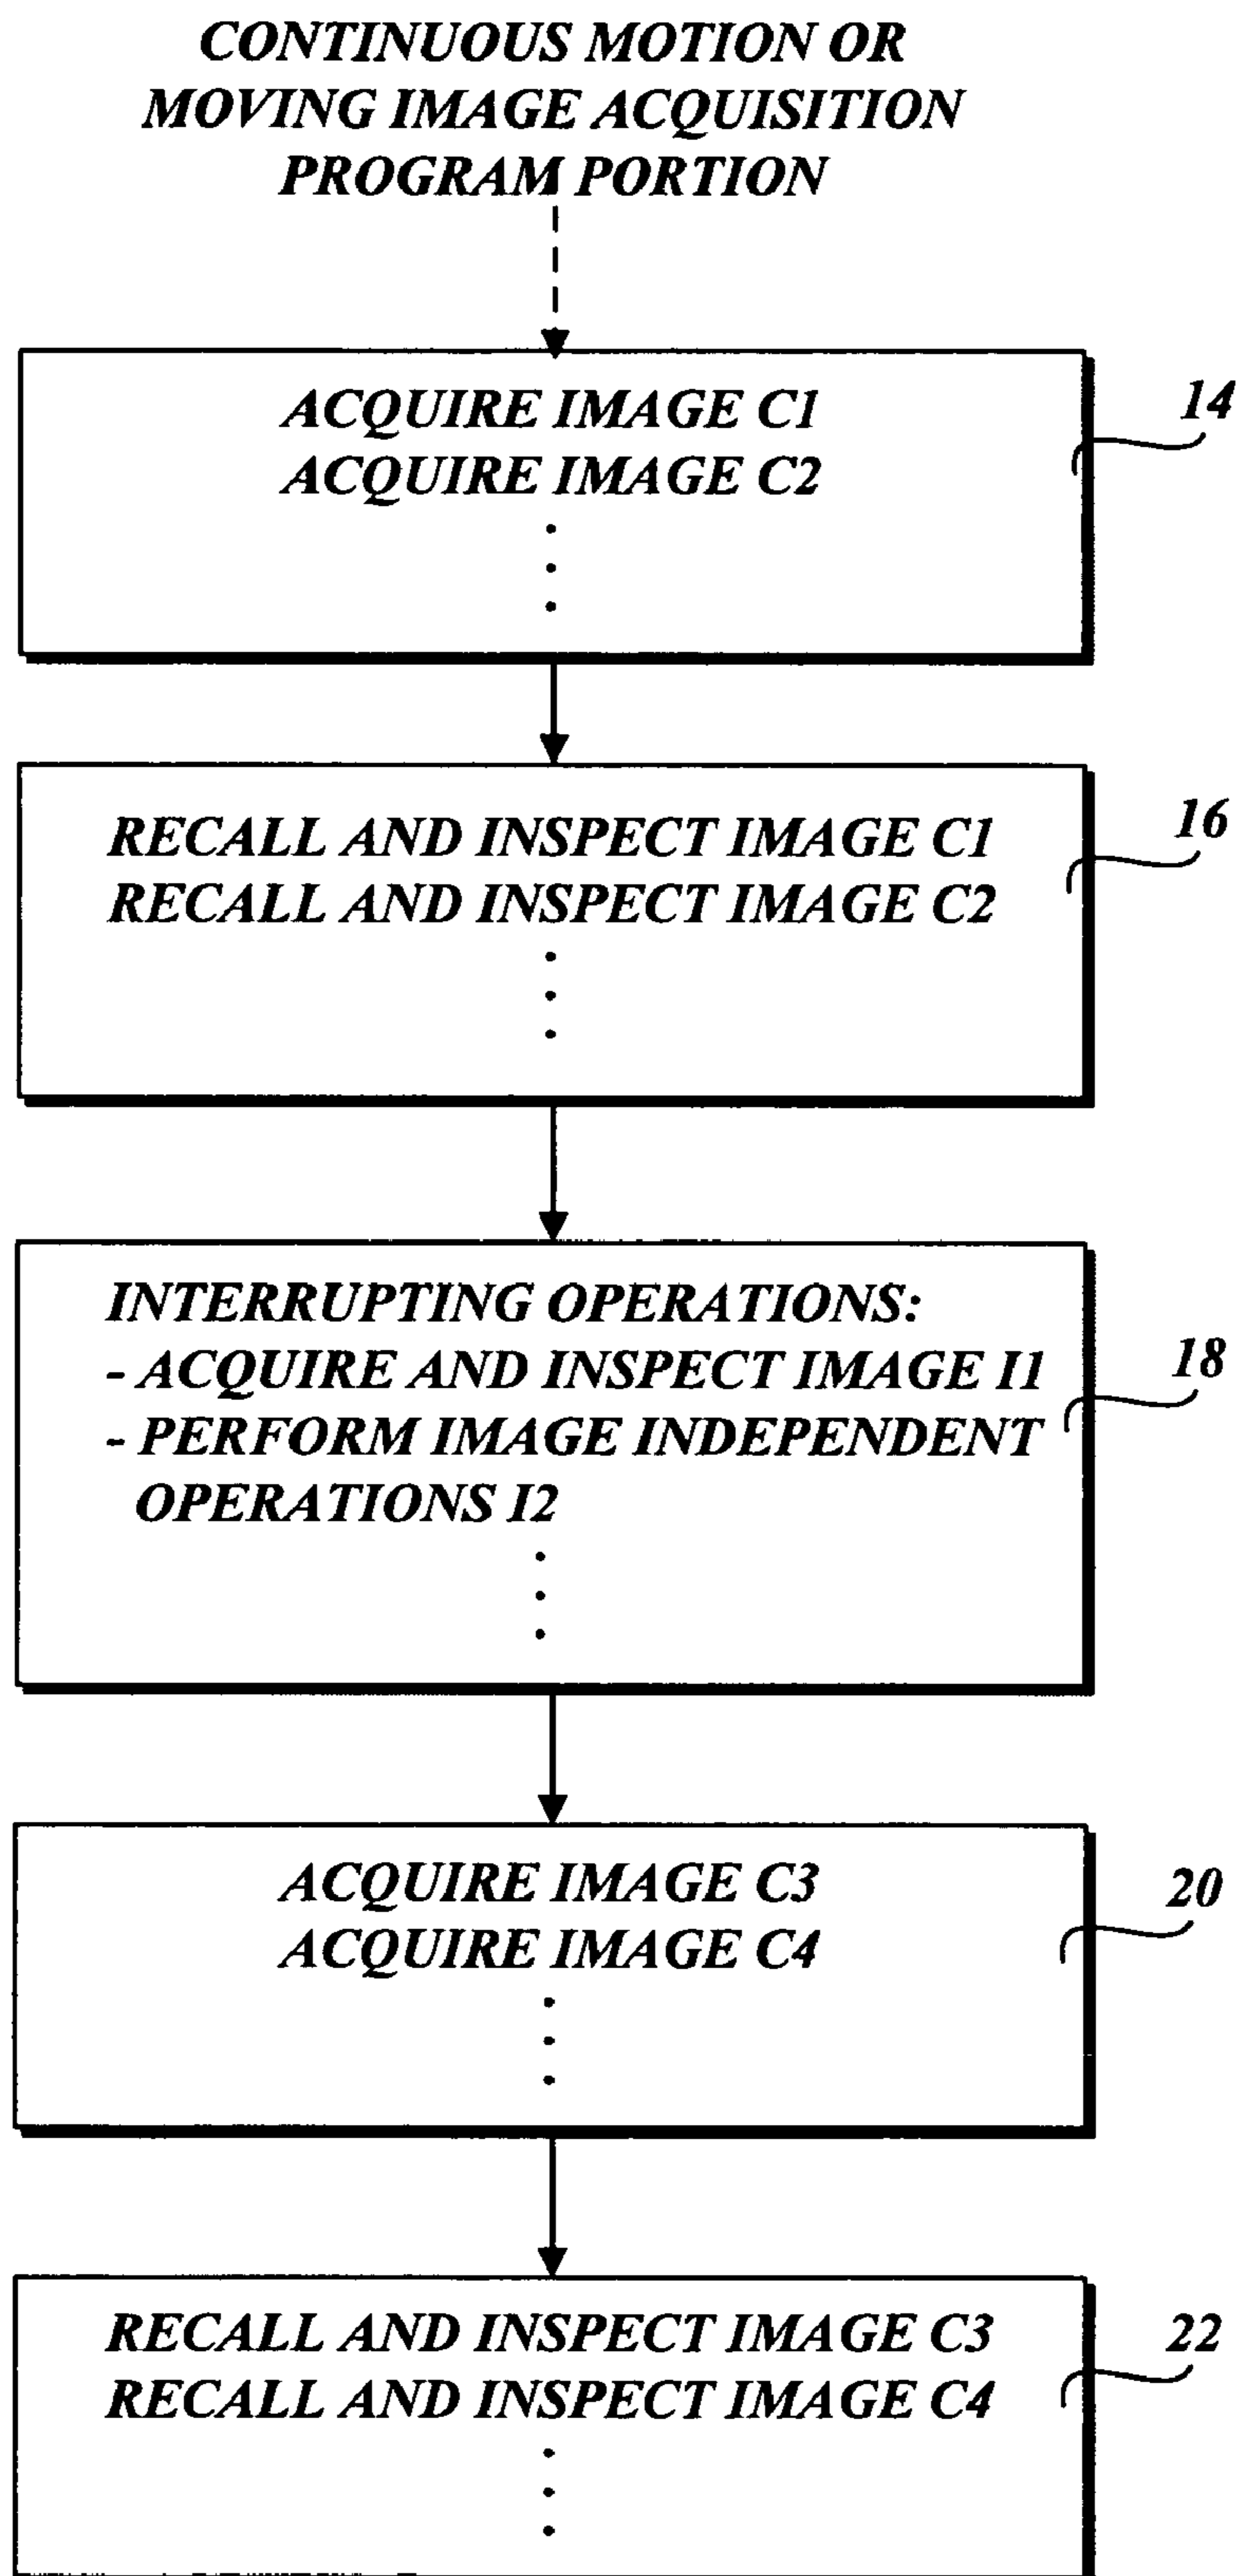 CONTINUOUS MOTION OR
MOVING IMAGE ACQUISITION
PROGRAM PORTION
ACQUIRE IMAGE C1
14
ACQUIRE IMAGE C2
RECALL AND INSPECT IMAGE C1
16
RECALL AND INSPECT IMAGE C2
INTERRUPTING OPERATIONS:
- ACQUIRE AND INSPECT IMAGE I1
18
- PERFORM IMAGE INDEPENDENT
OPERATIONS I2
ACQUIRE IMAGE C3
20
ACQUIRE IMAGE C4
RECALL AND INSPECT IMAGE C3
22
RECALL AND INSPECT IMAGE C4